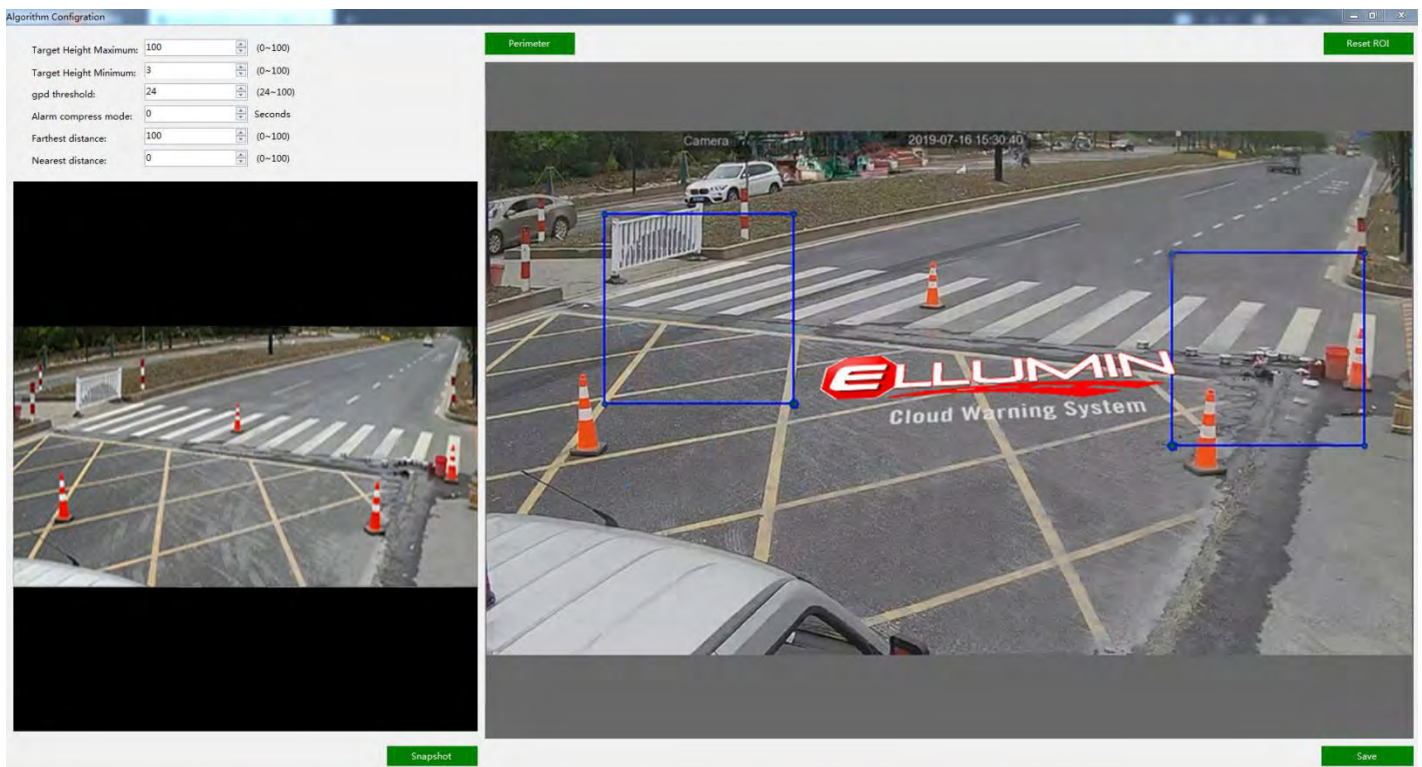 Algorithm Configration
Target Height Maximum: 100 (0~100)
Target Height Minimum: 3 (0~100)
gpd threshold: 24 (24~100)
Alarm compress mode: 0 Seconds
Farthest distance: 100 (0~100)
Nearest distance: 0 (0~100)
Snapshot
Perimeter
Reset ROI
Camera
2019-07-16 15:30:40
ELLUMIN
Cloud Warning System
Save